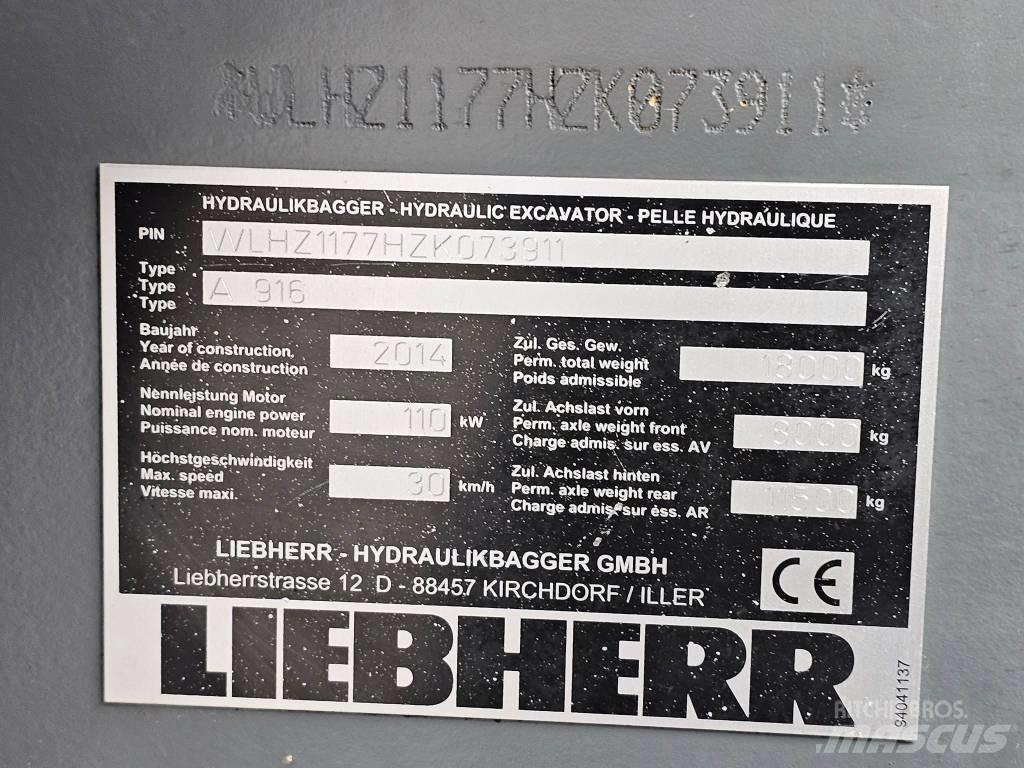 *WLHZ1177HZK073911*
HYDRAULIKBAGGER - HYDRAULIC EXCAVATOR - PELLE HYDRAULIQUE
PIN WLHZ1177HZK073911
Type
Type A 916
Type
Baujahr
Year of construction 2014
Année de construction
Zul. Ges. Gew.
Perm. total weight 18000 kg
Poids admissible
Nennleistung Motor
Nominal engine power 110 kW
Puissance nom. moteur
Zul. Achslast vorn
Perm. axle weight front 8000 kg
Charge admis. sur ess. AV
Höchstgeschwindigkeit
Max. speed 30 km/h
Vitesse maxi.
Zul. Achslast hinten
Perm. axle weight rear 11500 kg
Charge admis. sur ess. AR
LIEBHERR - HYDRAULIKBAGGER GMBH
Liebherrstrasse 12 D - 88457 KIRCHDORF / ILLER
CE
LIEBHERR
94041137
RITCHIE BROS.
MASCUS